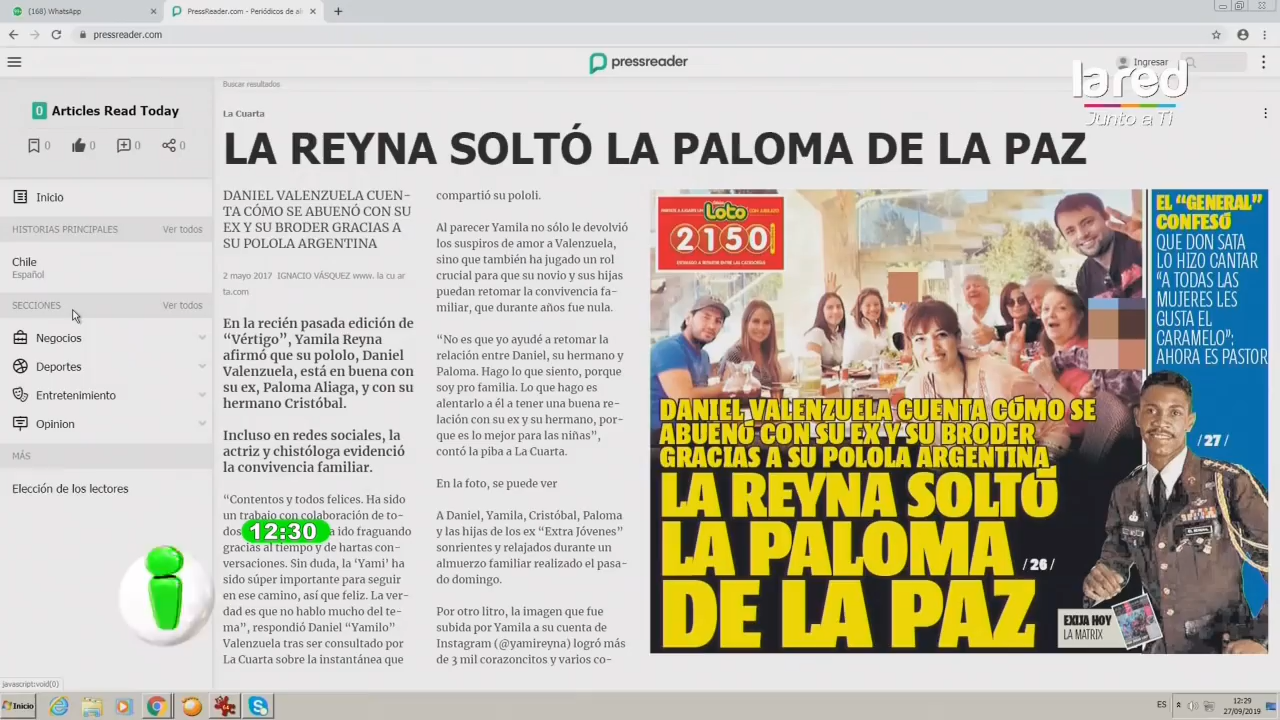 (168) WhatsApp
PressReader.com - Periódicos de al
pressreader.com
pressreader
Ingresar
lared
Junto a Ti
0 Articles Read Today
0 0 0 0
Inicio
Ver todos
Chile
Español
SECCIONES Ver todos
Negocios
Deportes
Entretenimiento
Opinion
MÁS
Elección de los lectores
Buscar resultados
La Cuarta
LA REYNA SOLTÓ LA PALOMA DE LA PAZ
DANIEL VALENZUELA CUEN-
TA CÓMO SE ABUENÓ CON SU
EX Y SU BRODER GRACIAS A
SU POLOLA ARGENTINA
2 mayo 2017 IGNACIO VÁSQUEZ www. la cu ar
ta.com
En la recién pasada edición de
“Vértigo”, Yamila Reyna
afirmó que su pololo, Daniel
Valenzuela, está en buena con
su ex, Paloma Aliaga, y con su
hermano Cristóbal.
Incluso en redes sociales, la
actriz y chistóloga evidenció
la convivencia familiar.
“Contentos y todos felices. Ha sido
un trabajo con colaboración de to-
dos
12:30
ido fraguando
gracias al tiempo y de hartas con-
versaciones. Sin duda, la ‘Yami’ ha
sido súper importante para seguir
en ese camino, así que feliz. La ver-
dad es que no hablo mucho del te-
ma”, respondió Daniel “Yamilo”
Valenzuela tras ser consultado por
La Cuarta sobre la instantánea que
compartió su pololi.
Al parecer Yamila no sólo le devolvió
los suspiros de amor a Valenzuela,
sino que también ha jugado un rol
crucial para que su novio y sus hijas
puedan retomar la convivencia fa-
miliar, que durante años fue nula.
“No es que yo ayudé a retomar la
relación entre Daniel, su hermano y
Paloma. Hago lo que siento, porque
soy pro familia. Lo que hago es
alentarlo a él a tener una buena re-
lación con su ex y su hermano, por-
que es lo mejor para las niñas”,
contó la piba a La Cuarta.
En la foto, se puede ver
A Daniel, Yamila, Cristóbal, Paloma
y las hijas de los ex “Extra Jóvenes”
sonrientes y relajados durante un
almuerzo familiar realizado el pasa-
do domingo.
Por otro litro, la imagen que fue
subida por Yamila a su cuenta de
Instagram (@yamireyna) logró más
de 3 mil corazoncitos y varios co-
Loto
2150
EL “GENERAL”
CONFESÓ
QUE DON SATA
LO HIZO CANTAR
“A TODAS LAS
MUJERES LES
GUSTA EL
CARAMELO”;
AHORA ES PASTOR
/ 27 /
DANIEL VALENZUELA CUENTA CÓMO SE
ABUENÓ CON SU EX Y SU BRODER
GRACIAS A SU POLOLA ARGENTINA
LA REYNA SOLTÓ
LA PALOMA
/ 26 /
DE LA PAZ
EXIJA HOY
LA MATRIX
javascript:void(0)
Inicio
ES
12:29
27/09/2019